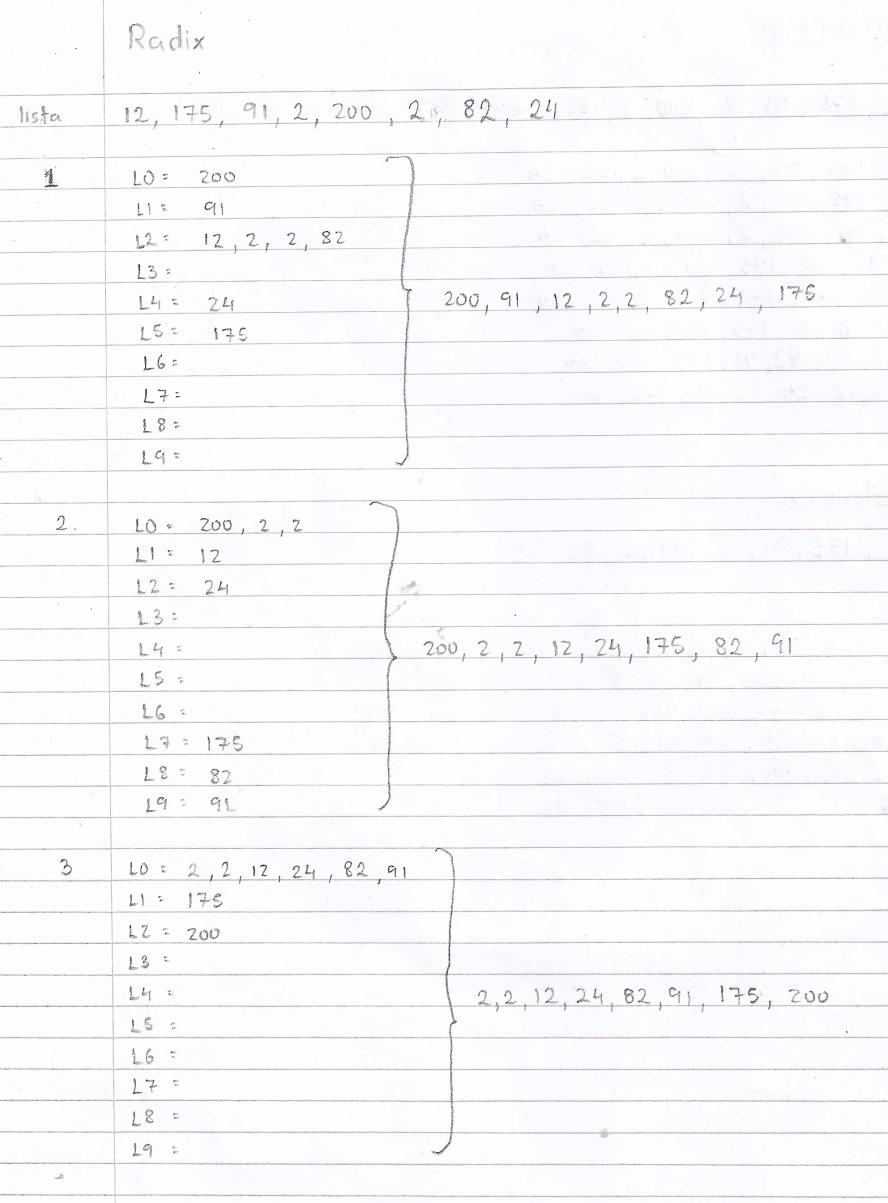 Radix
lista 12, 175, 91, 2, 200, 2, 82, 24
1 L0= 200
L1= 91
L2= 12, 2, 2, 82
L3=
L4= 24
L5= 175
L6=
L7=
L8=
L9=
200, 91, 12, 2, 2, 82, 24, 175
2. L0= 200, 2, 2
L1= 12
L2= 24
L3=
L4=
L5=
L6=
L7= 175
L8= 82
L9= 91
200, 2, 2, 12, 24, 175, 82, 91
3 L0= 2, 2, 12, 24, 82, 91
L1= 175
L2= 200
L3=
L4=
L5=
L6=
L7=
L8=
L9=
2, 2, 12, 24, 82, 91, 175, 200